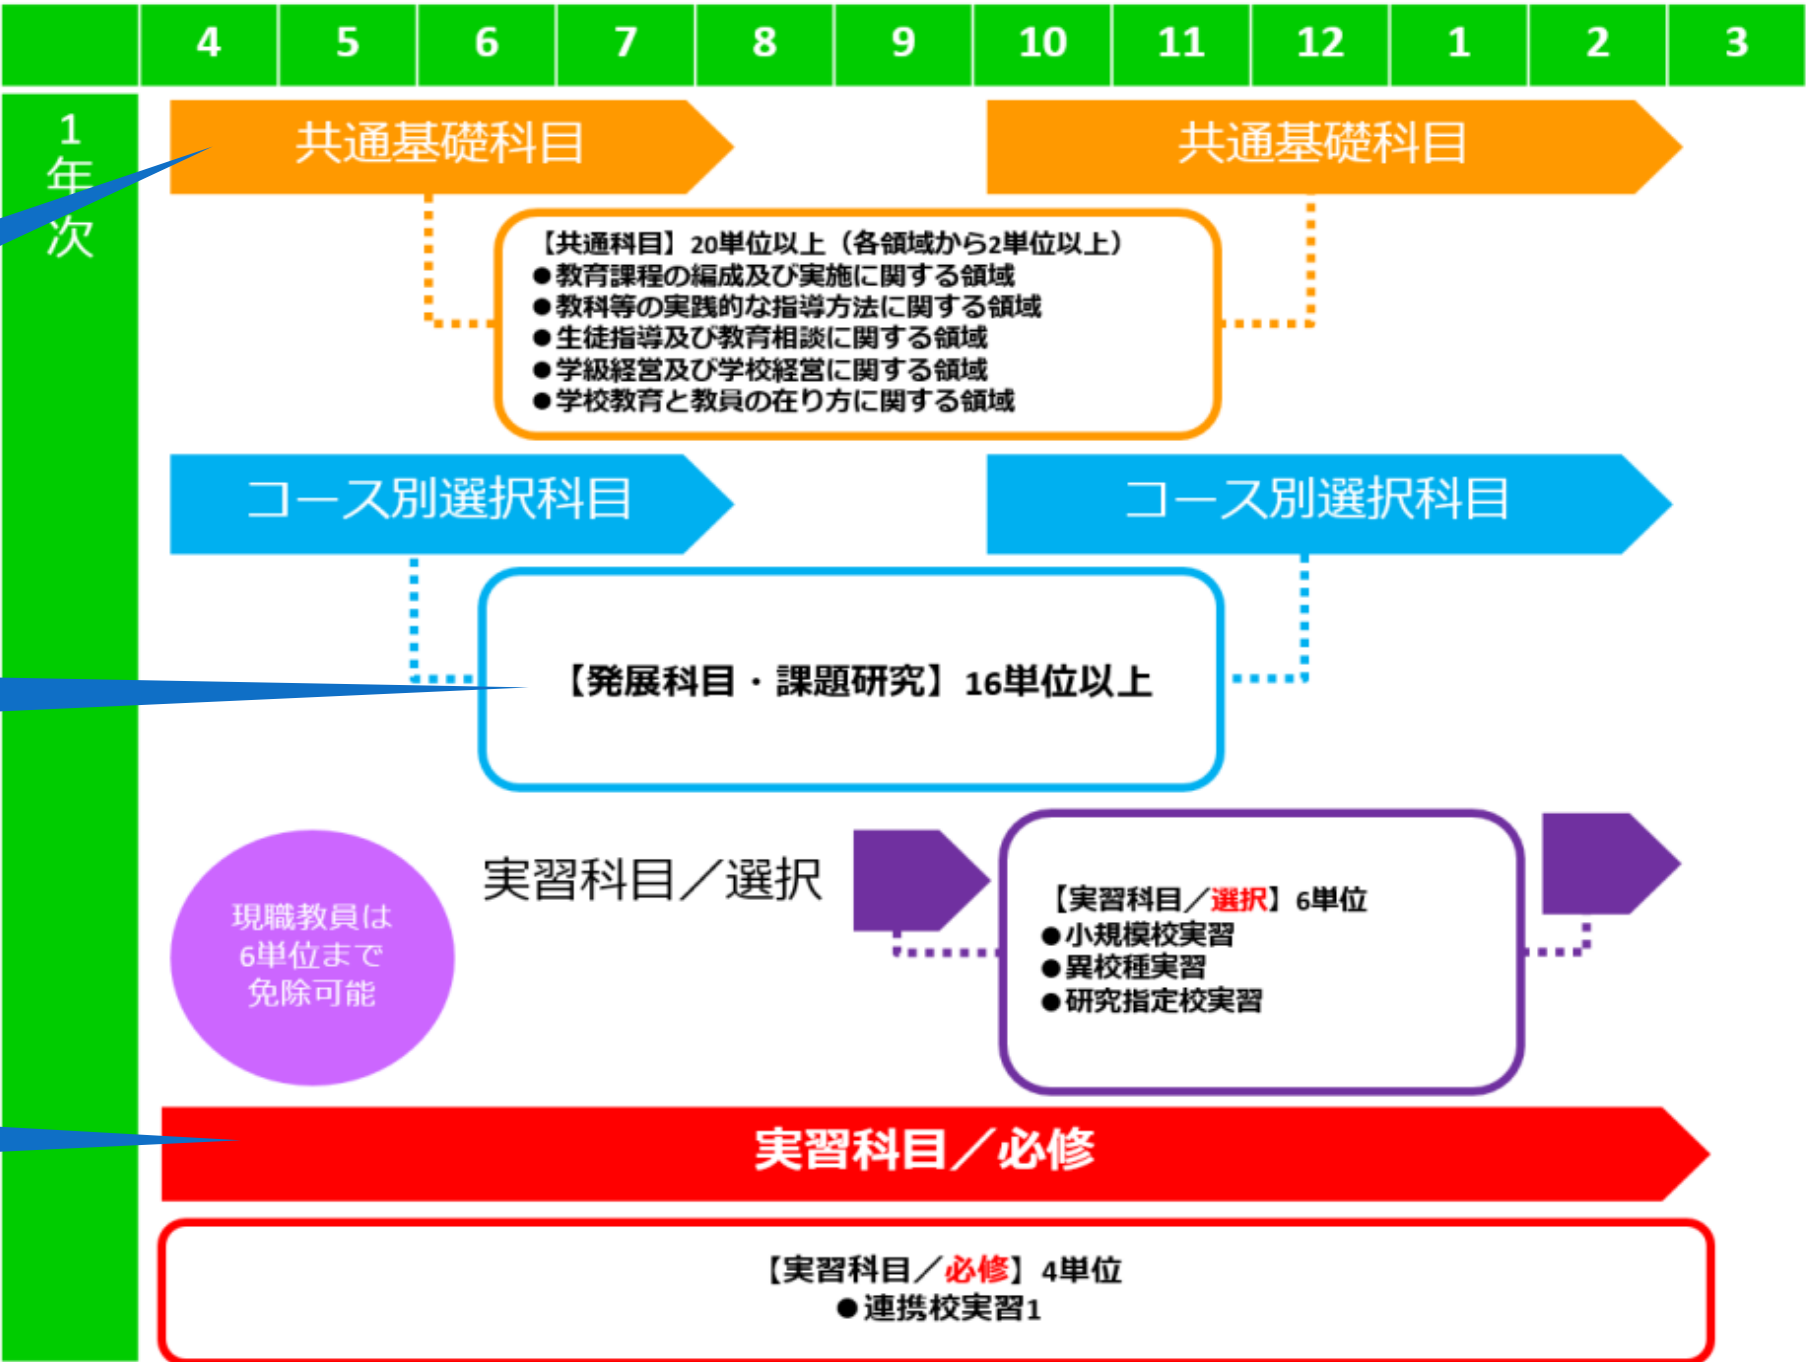 4 5 6 7 8 9 10 11 12 1 2 3
1年次
共通基礎科目
共通基礎科目
【共通科目】20単位以上（各領域から2単位以上）
●教育課程の編成及び実施に関する領域
●教科等の実践的な指導方法に関する領域
●生徒指導及び教育相談に関する領域
●学級経営及び学校経営に関する領域
●学校教育と教員の在り方に関する領域
コース別選択科目
コース別選択科目
【発展科目・課題研究】16単位以上
現職教員は
6単位まで
免除可能
実習科目／選択
【実習科目／選択】6単位
●小規模校実習
●異校種実習
●研究指定校実習
実習科目／必修
【実習科目／必修】4単位
●連携校実習1